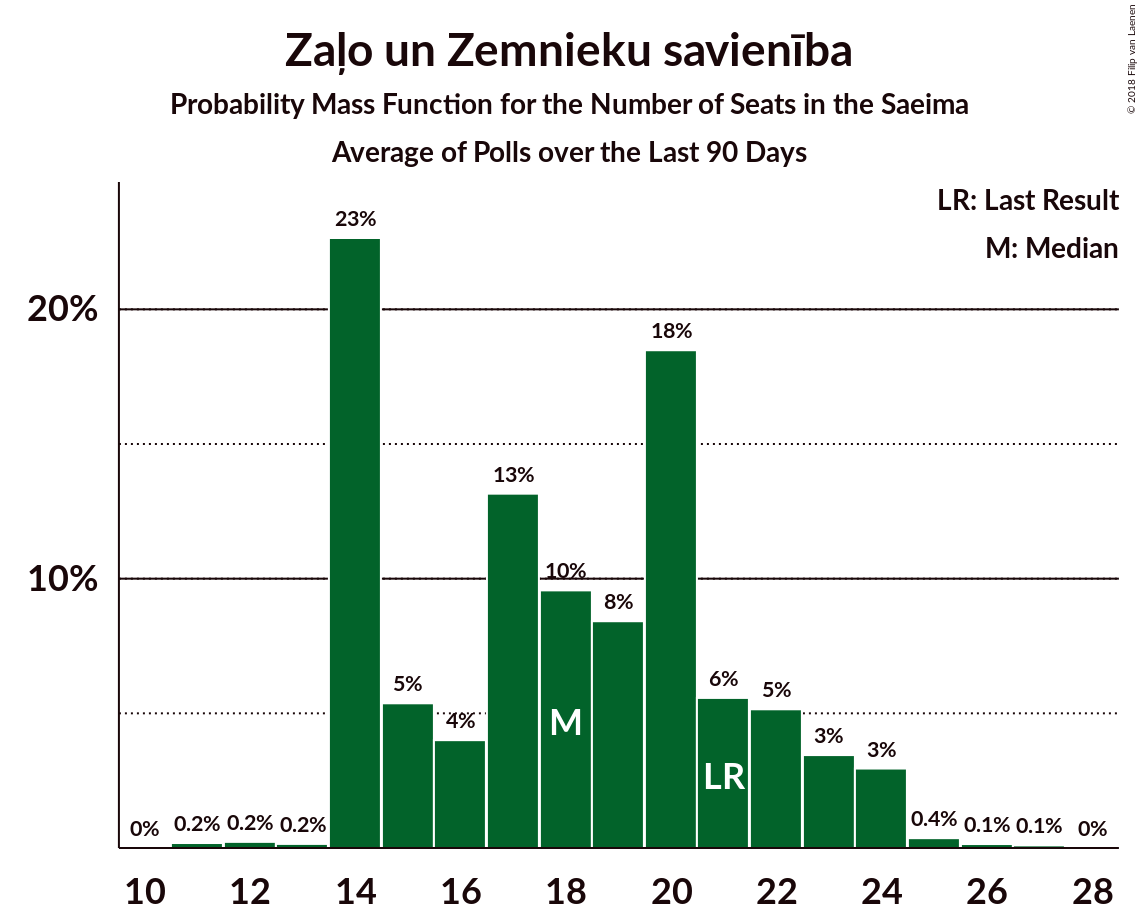 Zaļo un Zemnieku savienība
Probability Mass Function for the Number of Seats in the Saeima
Average of Polls over the Last 90 Days
© 2018 Filip van Laenen
LR: Last Result
M: Median
23%
20%
18%
13%
10%
10%
8%
6%
5%
5%
4%
3%
3%
M
LR
0%
0.2%
0.2%
0.2%
0.4%
0.1%
0.1%
0%
10 12 14 16 18 20 22 24 26 28